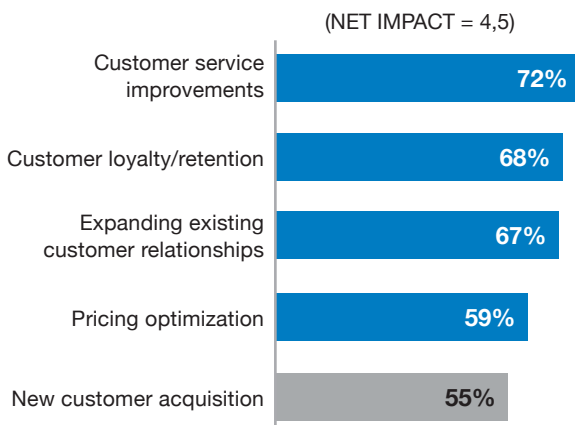 (NET IMPACT = 4,5)
Customer service
improvements
72%
Customer loyalty/retention
68%
Expanding existing
customer relationships
67%
Pricing optimization
59%
New customer acquisition
55%